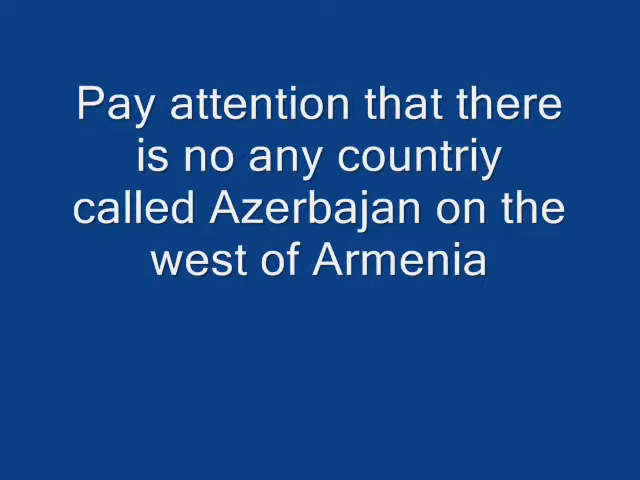 Pay attention that there
is no any countriy
called Azerbajan on the
west of Armenia